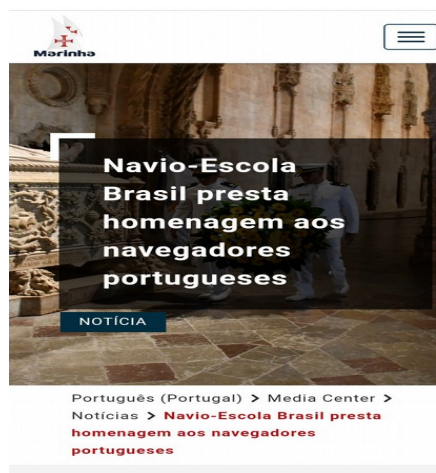 Marinha
Navio-Escola
Brasil presta
homenagem aos
navegadores
portugueses
NOTÍCIA
Português (Portugal) > Media Center >
Notícias > Navio-Escola Brasil presta
homenagem aos navegadores
portugueses